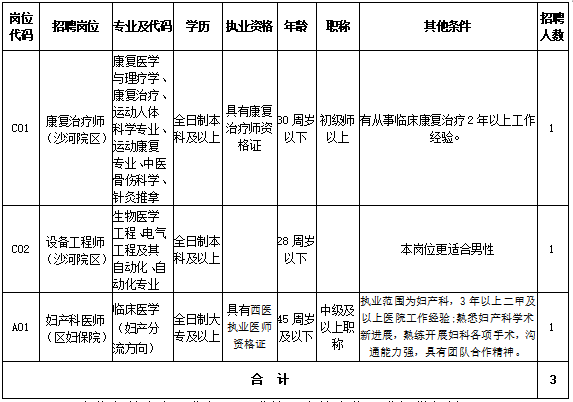 岗位代码 招聘岗位 专业及代码 学历 执业资格 年龄 职称 其他条件 招聘人数
C01
康复治疗师
（沙河院区）
康复医学
与理疗学、
康复治疗、
运动人体
科学专业、
运动康复
专业、中医
骨伤科学、
针灸推拿
全日制本
科及以上
具有康复
治疗师资
格证
30 周岁
以下
初级师
以上
有从事临床康复治疗 2 年以上工作
经验。
1
C02
设备工程师
（沙河院区）
生物医学
工程、电气
工程及其
自动化、自
动化专业
全日制本
科及以上
28 周岁
以下
本岗位更适合男性
1
A01
妇产科医师
（区妇保院）
临床医学
（妇产分
流方向）
全日制大
专及以上
具有西医
执业医师
资格证
45 周岁
及以下
中级及
以上职
称
执业范围为妇产科，3 年以上二甲及
以上医院工作经验;熟悉妇产科学术
新进展，熟练开展妇科各项手术，沟
通能力强，具有团队合作精神。
1
合 计 3